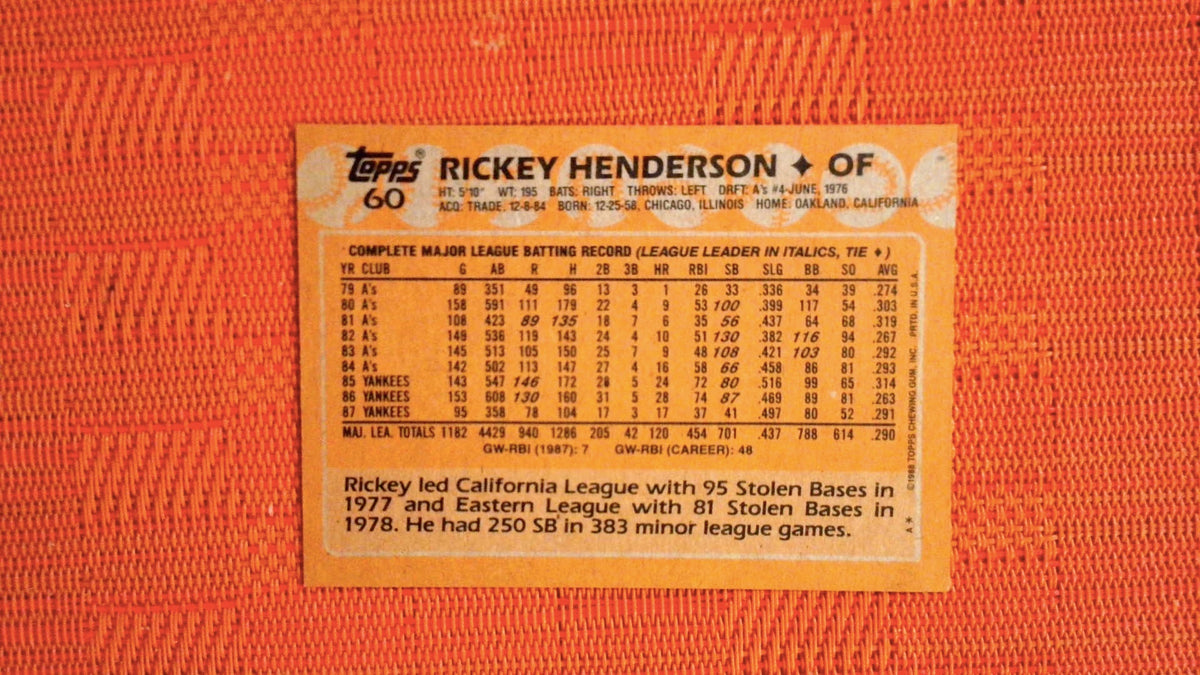 Topps® RICKEY HENDERSON ✦ OF
60 HT: 5'10" WT: 195 BATS: RIGHT THROWS: LEFT DRFT: A's #4-JUNE, 1976
ACQ: TRADE, 12-8-84 BORN: 12-25-58, CHICAGO, ILLINOIS HOME: OAKLAND, CALIFORNIA
COMPLETE MAJOR LEAGUE BATTING RECORD (LEAGUE LEADER IN ITALICS, TIE ♦)
YR CLUB G AB R H 2B 3B HR RBI SB SLG BB SO AVG
79 A's 89 351 49 96 13 3 1 26 33 .336 34 39 .274
80 A's 158 591 111 179 22 4 9 53 100 .399 117 54 .303
81 A's 108 423 89 135 18 7 6 35 56 .437 64 68 .319
82 A's 149 536 119 143 24 4 10 51 130 .382 116 94 .267
83 A's 145 513 105 150 25 7 9 48 108 .421 103 80 .292
84 A's 142 502 113 147 27 4 16 58 66 .458 86 81 .293
85 YANKEES 143 547 146 172 28 5 24 72 80 .516 99 65 .314
86 YANKEES 153 608 130 160 31 5 28 74 87 .469 89 81 .263
87 YANKEES 95 358 78 104 17 3 17 37 41 .497 80 52 .291
MAJ. LEA. TOTALS 1182 4429 940 1286 205 42 120 454 701 .437 788 614 .290
GW-RBI (1987): 7 GW-RBI (CAREER): 48
Rickey led California League with 95 Stolen Bases in
1977 and Eastern League with 81 Stolen Bases in
1978. He had 250 SB in 383 minor league games.
A* ©1988 TOPPS CHEWING GUM, INC. PRTD. IN U.S.A.